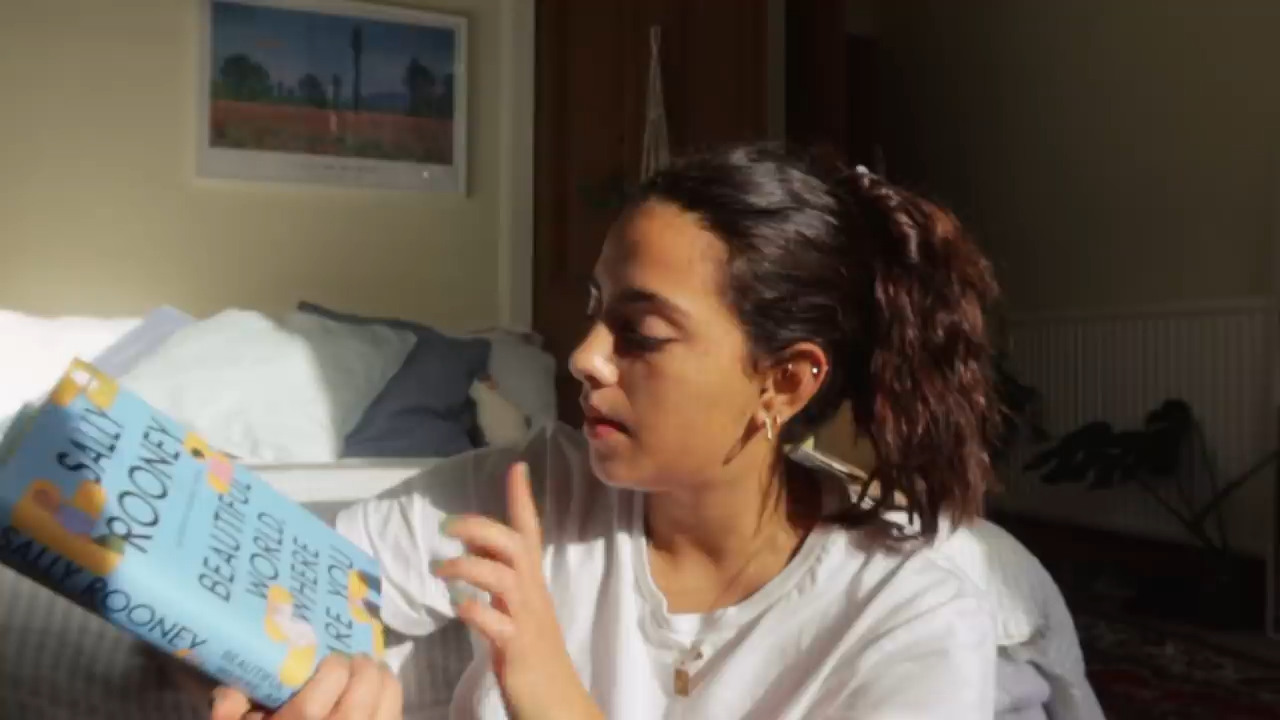 SALLY
ROONEY
BEAUTIFUL
WORLD,
WHERE
ARE YOU
SALLY ROONEY